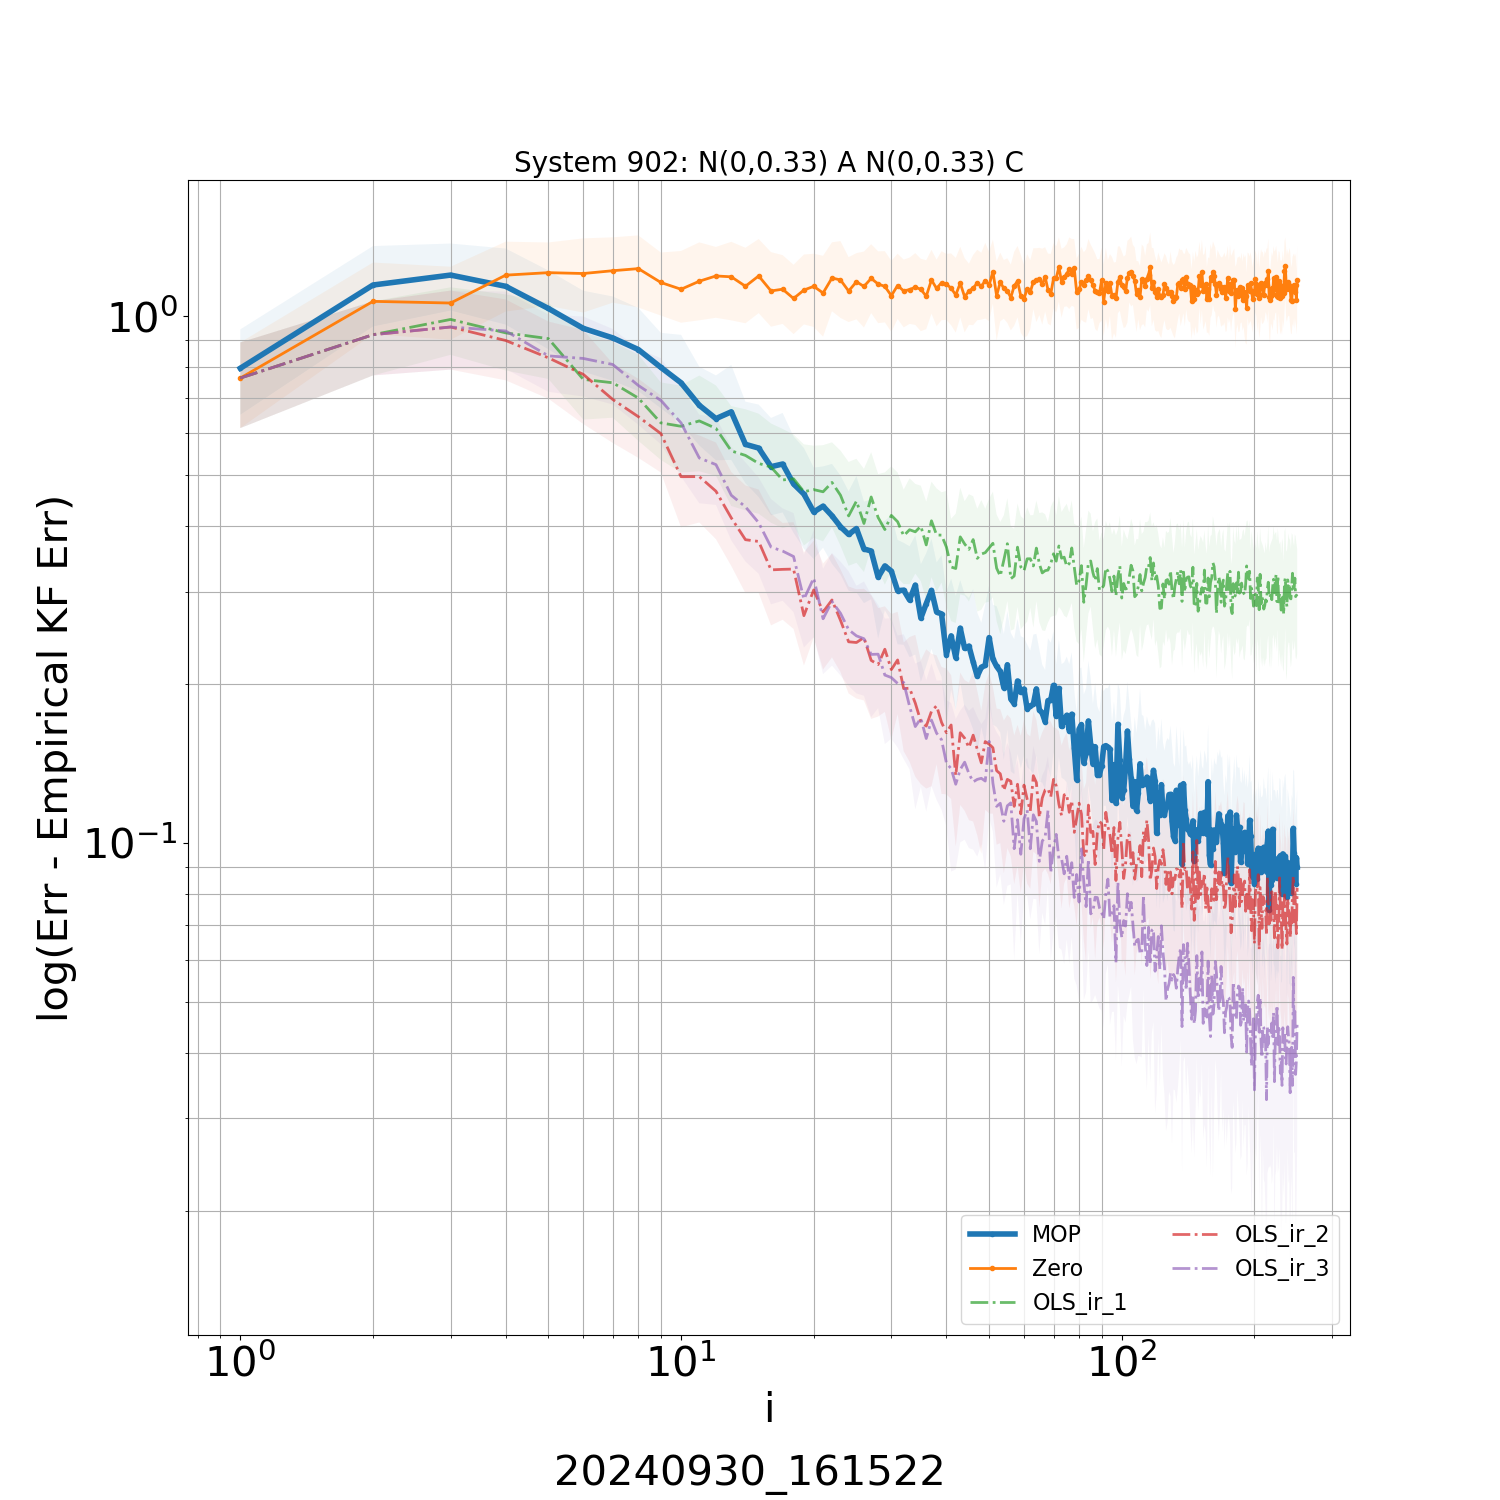 System 902: N(0,0.33) A N(0,0.33) C
log(Err - Empirical KF Err)
10^0
10^-1
10^0
10^1
10^2
i
20240930_161522
MOP
Zero
OLS_ir_1
OLS_ir_2
OLS_ir_3